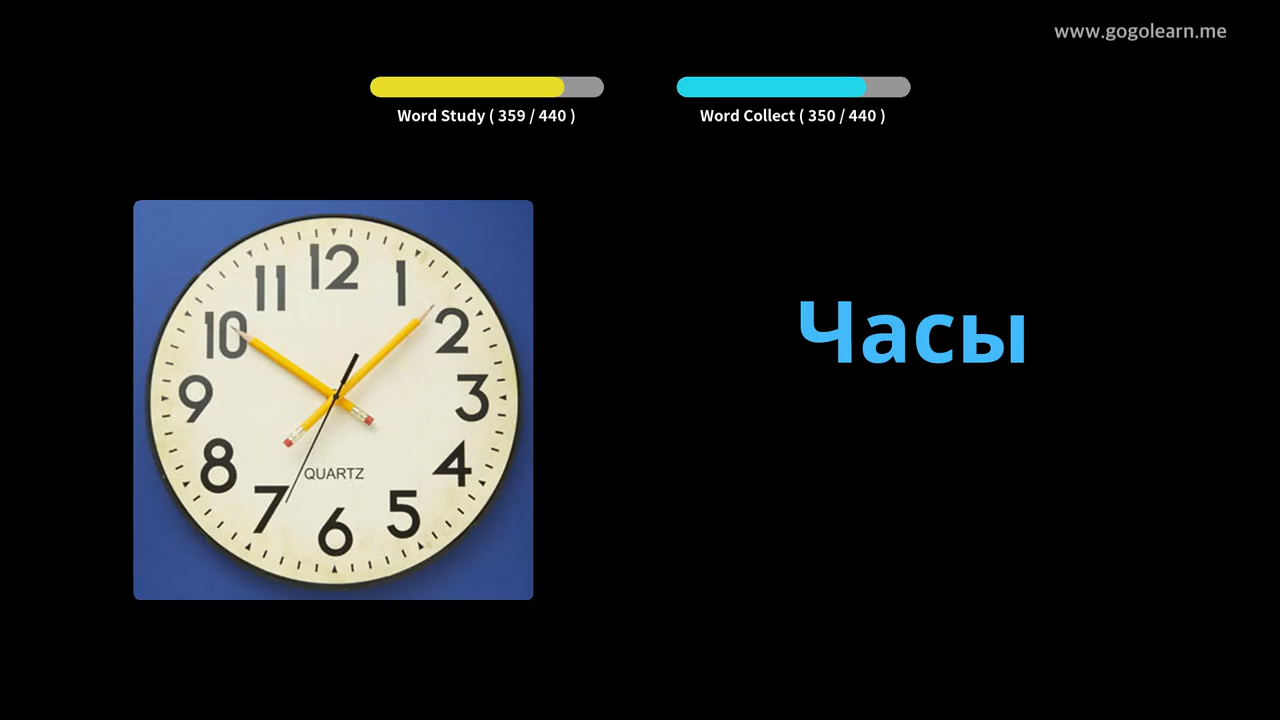 www.gogolearn.me
Word Study ( 359 / 440 )
Word Collect ( 350 / 440 )
12
11
1
10
2
9
3
8
4
QUARTZ
7
5
6
Часы